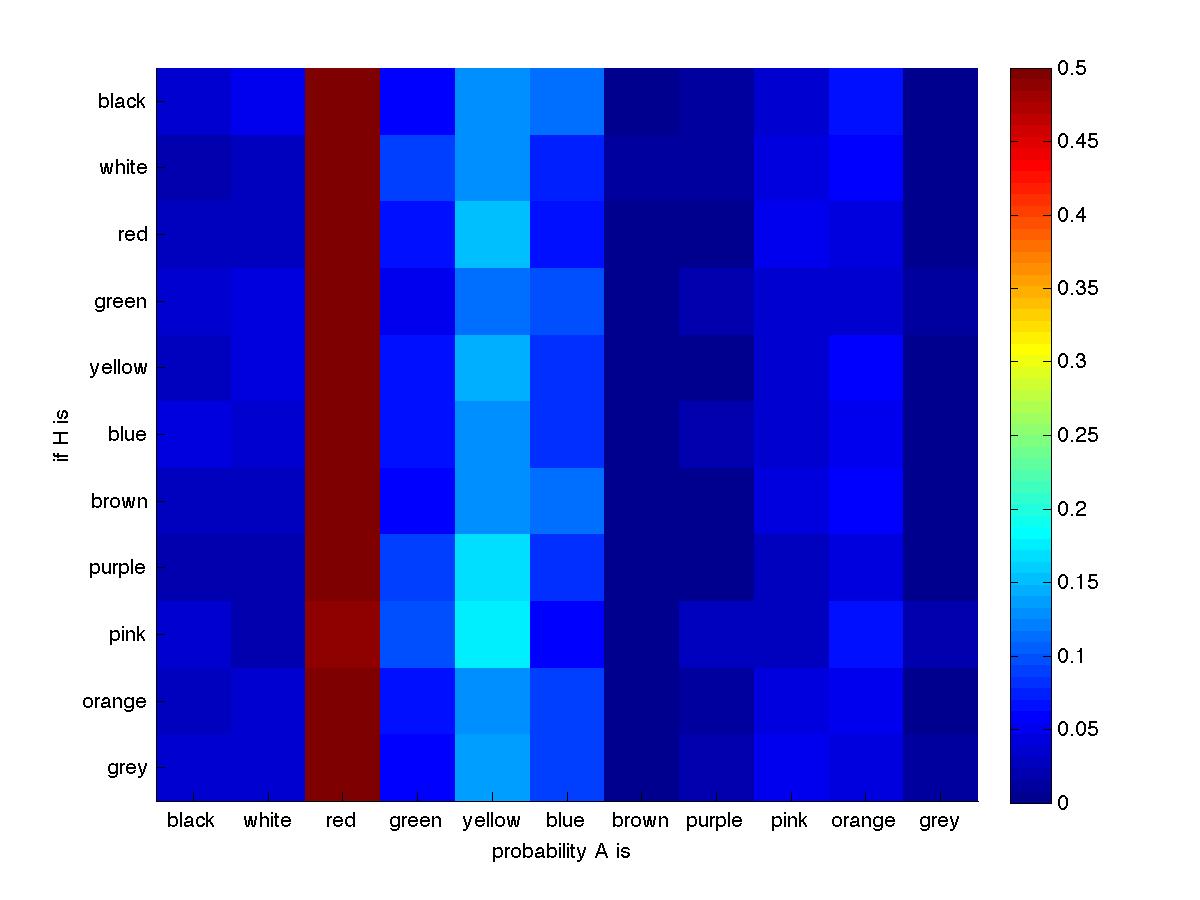 black
white
red
green
yellow
blue
brown
purple
pink
orange
grey
if H is
black white red green yellow blue brown purple pink orange grey
probability A is
0.5
0.45
0.4
0.35
0.3
0.25
0.2
0.15
0.1
0.05
0